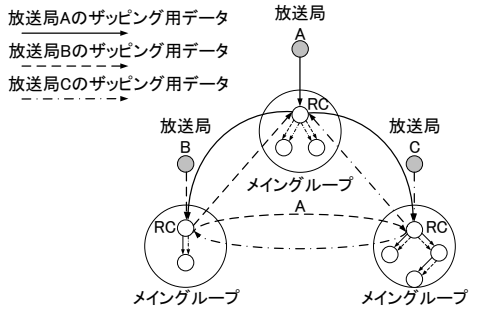 放送局Aのザッピング用データ
放送局Bのザッピング用データ
放送局Cのザッピング用データ
放送局
A
RC
メイングループ
放送局
B
放送局
C
A
RC
RC
メイングループ
メイングループ